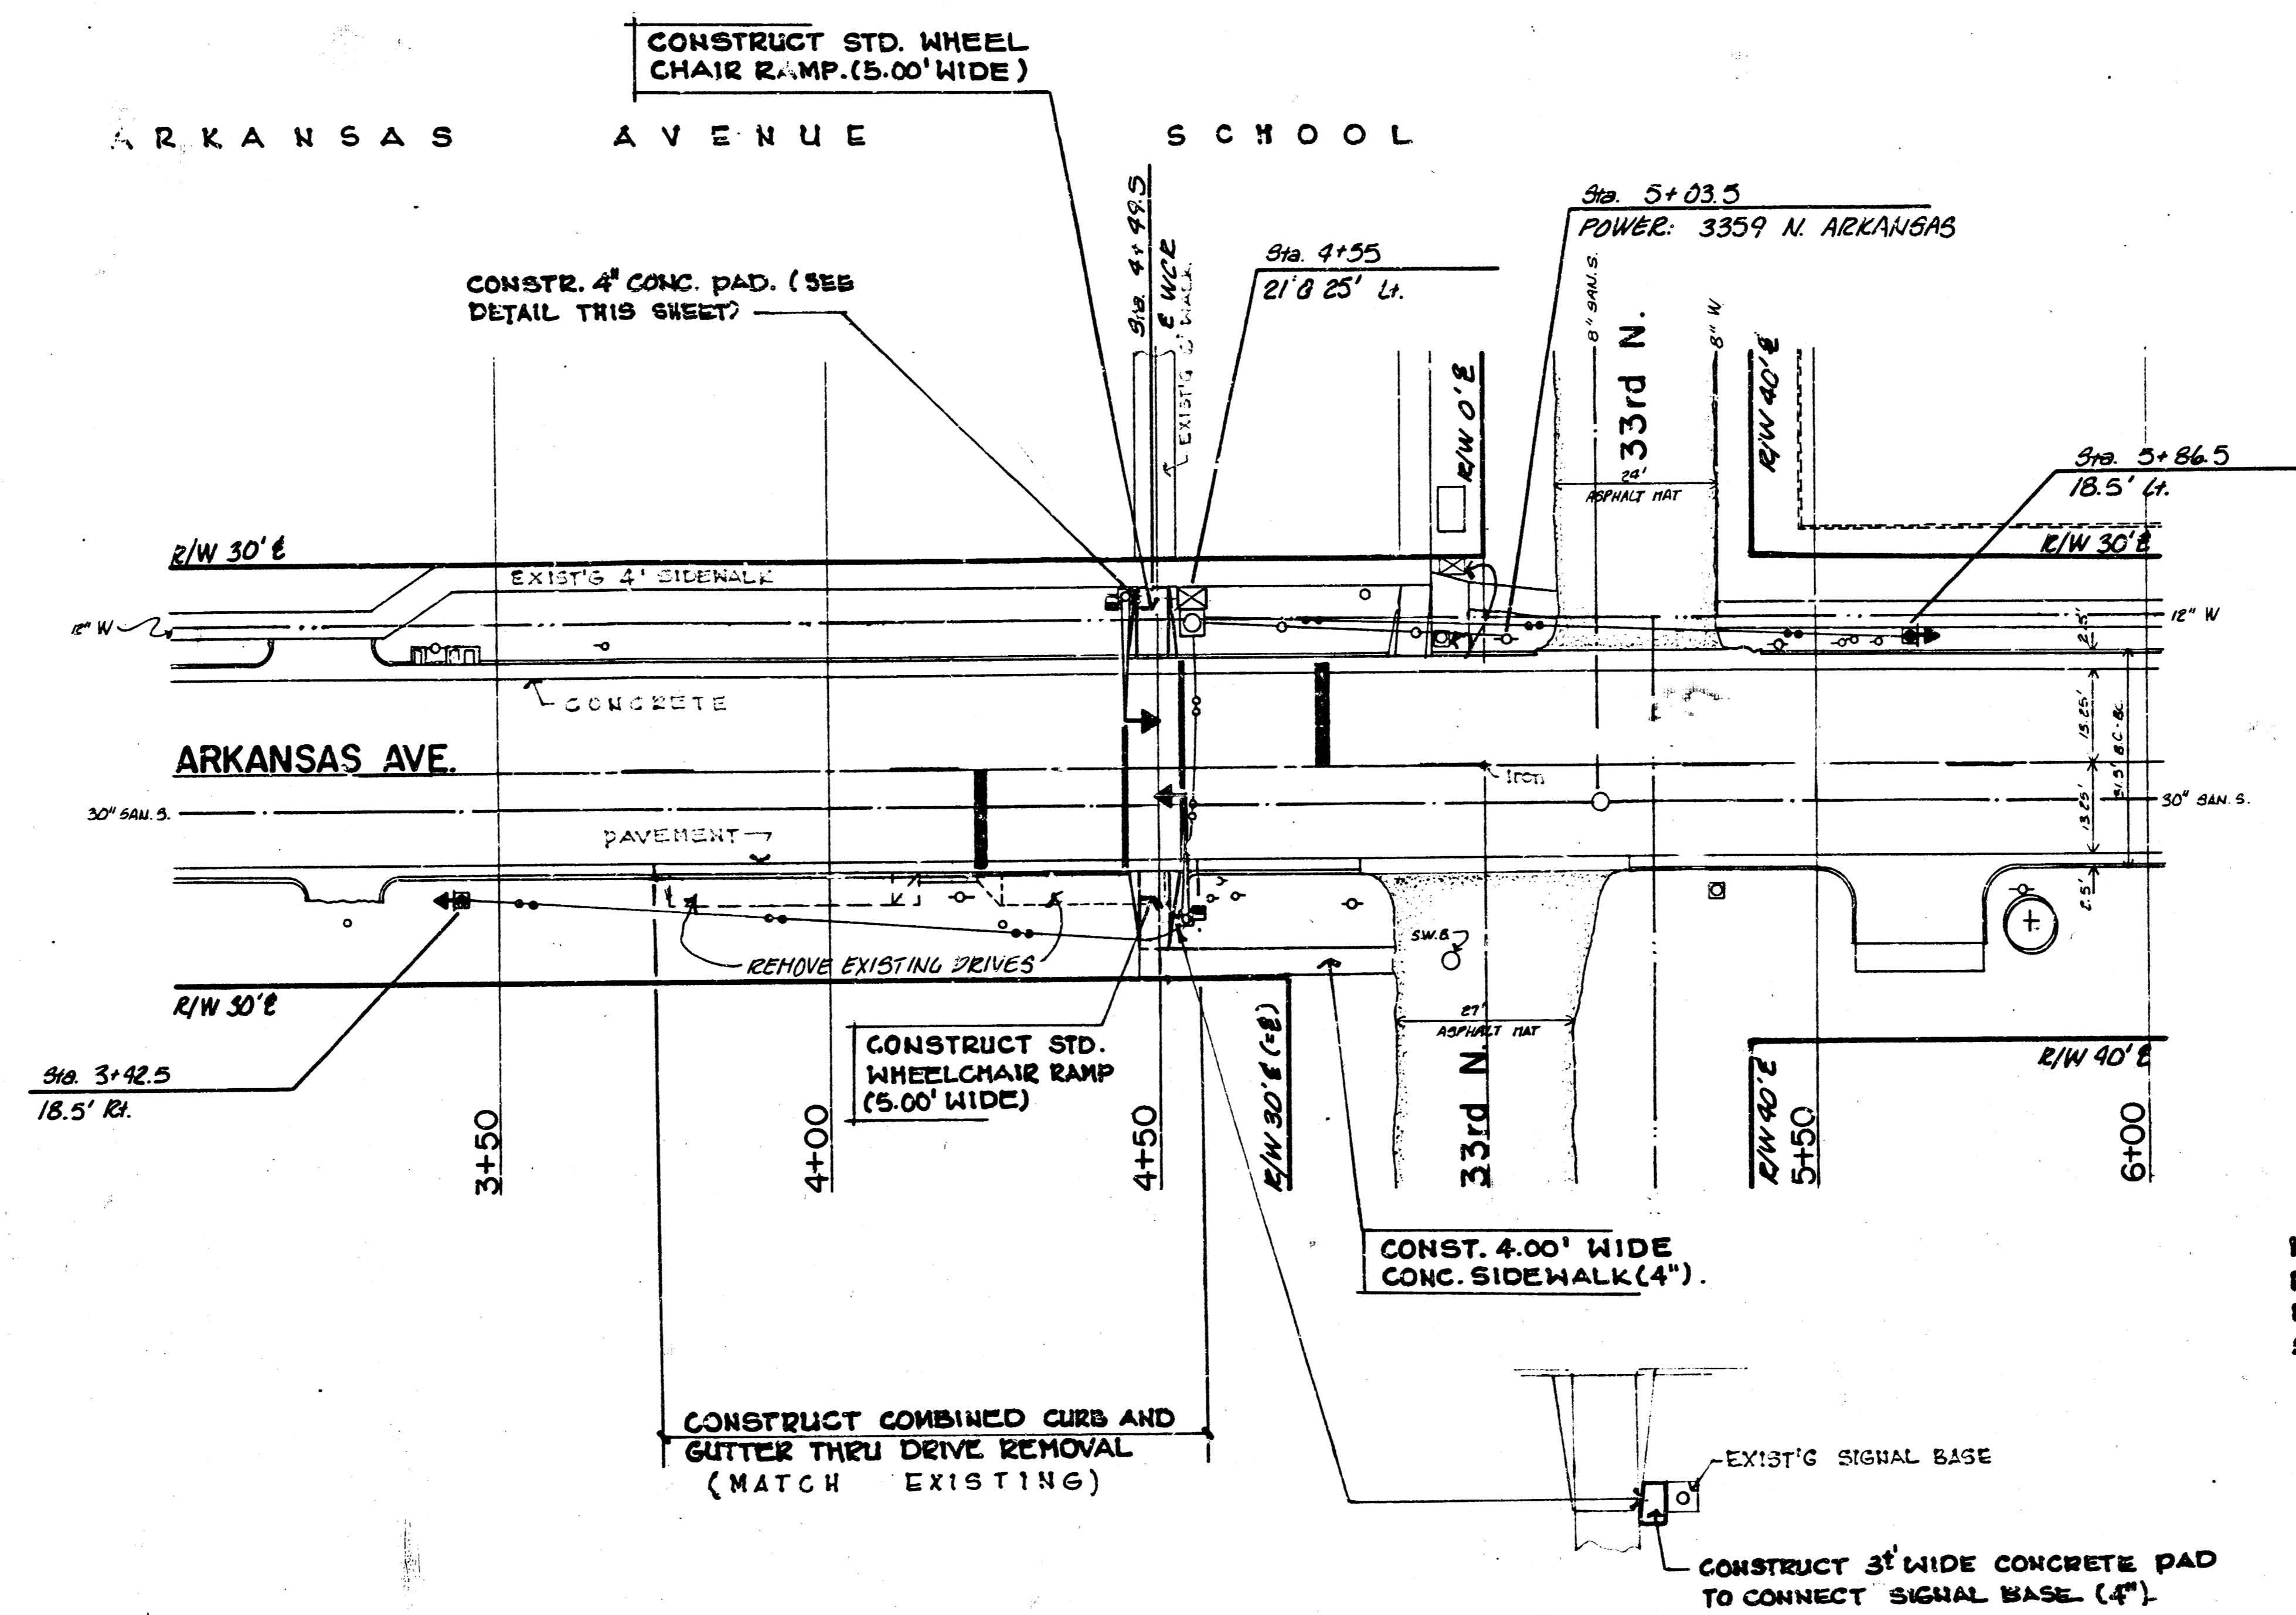 CONSTRUCT STD. WHEEL
CHAIR RAMP. (5.00' WIDE)
ARKANSAS AVENUE SCHOOL
Sta. 5+03.5
POWER: 3359 N. ARKANSAS
Sta. 4+49.5
℄ WCR
EXIST'G 6' WALK.
Sta. 4+55
21' & 25' Lt.
CONSTR. 4" CONC. PAD. (SEE
DETAIL THIS SHEET)
8" SAN.S.
33rd N.
8" W
R/W 0' ℄
R/W 40' ℄
24'
ASPHALT MAT
Sta. 5+86.5
18.5' Lt.
R/W 30' ℄
R/W 30' ℄
EXIST'G 4' SIDEWALK
12" W
12" W
2.5'
CONCRETE
13.25'
31.5' B.C.-B.C.
ARKANSAS AVE.
Iron
30" SAN. S.
30" SAN. S.
13.25'
PAVEMENT
2.5'
S.W.B.
REMOVE EXISTING DRIVES
R/W 30' ℄
27'
ASPHALT MAT
CONSTRUCT STD.
WHEELCHAIR RAMP
(5.00' WIDE)
R/W 30' ℄ (=℄)
33rd N.
R/W 40' ℄
R/W 40' ℄
Sta. 3+42.5
18.5' Rt.
3+50
4+00
4+50
5+50
6+00
CONST. 4.00' WIDE
CONC. SIDEWALK (4").
CONSTRUCT COMBINED CURB AND
GUTTER THRU DRIVE REMOVAL
(MATCH EXISTING)
EXIST'G SIGNAL BASE
CONSTRUCT 3'± WIDE CONCRETE PAD
TO CONNECT SIGNAL BASE (4")